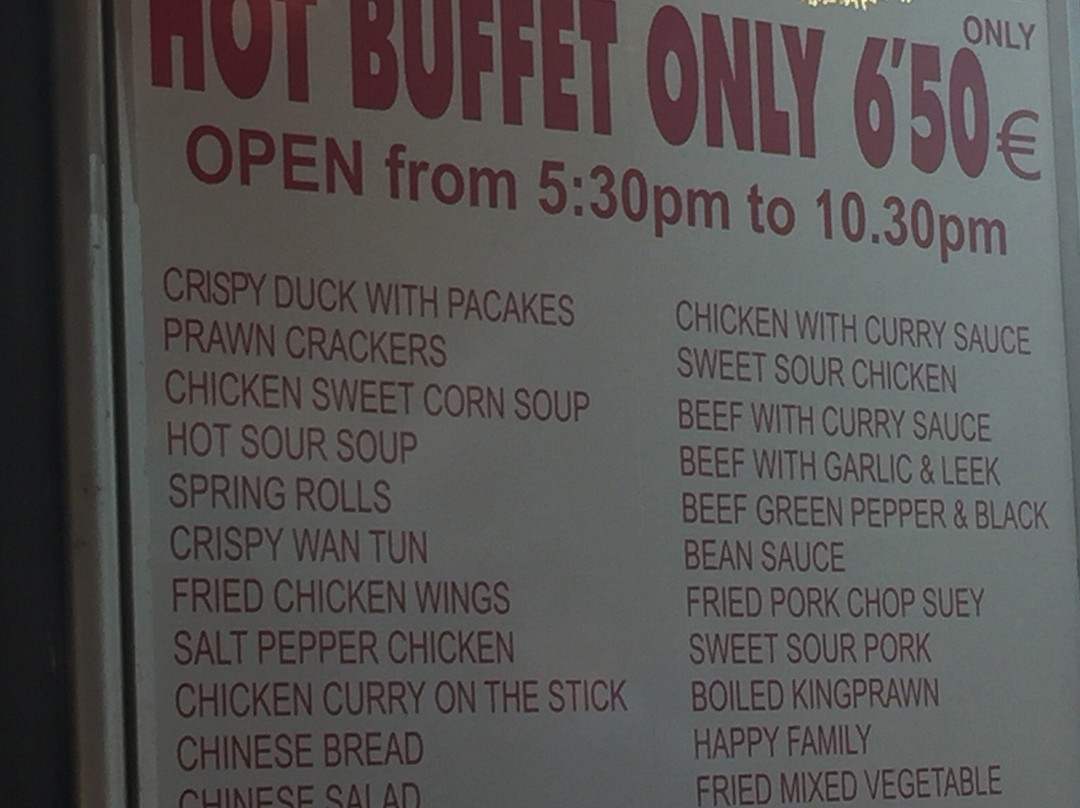 ONLY
HOT BUFFET ONLY 6'50€
OPEN from 5:30pm to 10.30pm
CRISPY DUCK WITH PACAKES
PRAWN CRACKERS
CHICKEN SWEET CORN SOUP
HOT SOUR SOUP
SPRING ROLLS
CRISPY WAN TUN
FRIED CHICKEN WINGS
SALT PEPPER CHICKEN
CHICKEN CURRY ON THE STICK
CHINESE BREAD
CHINESE SALAD
CHICKEN WITH CURRY SAUCE
SWEET SOUR CHICKEN
BEEF WITH CURRY SAUCE
BEEF WITH GARLIC & LEEK
BEEF GREEN PEPPER & BLACK
BEAN SAUCE
FRIED PORK CHOP SUEY
SWEET SOUR PORK
BOILED KINGPRAWN
HAPPY FAMILY
FRIED MIXED VEGETABLE